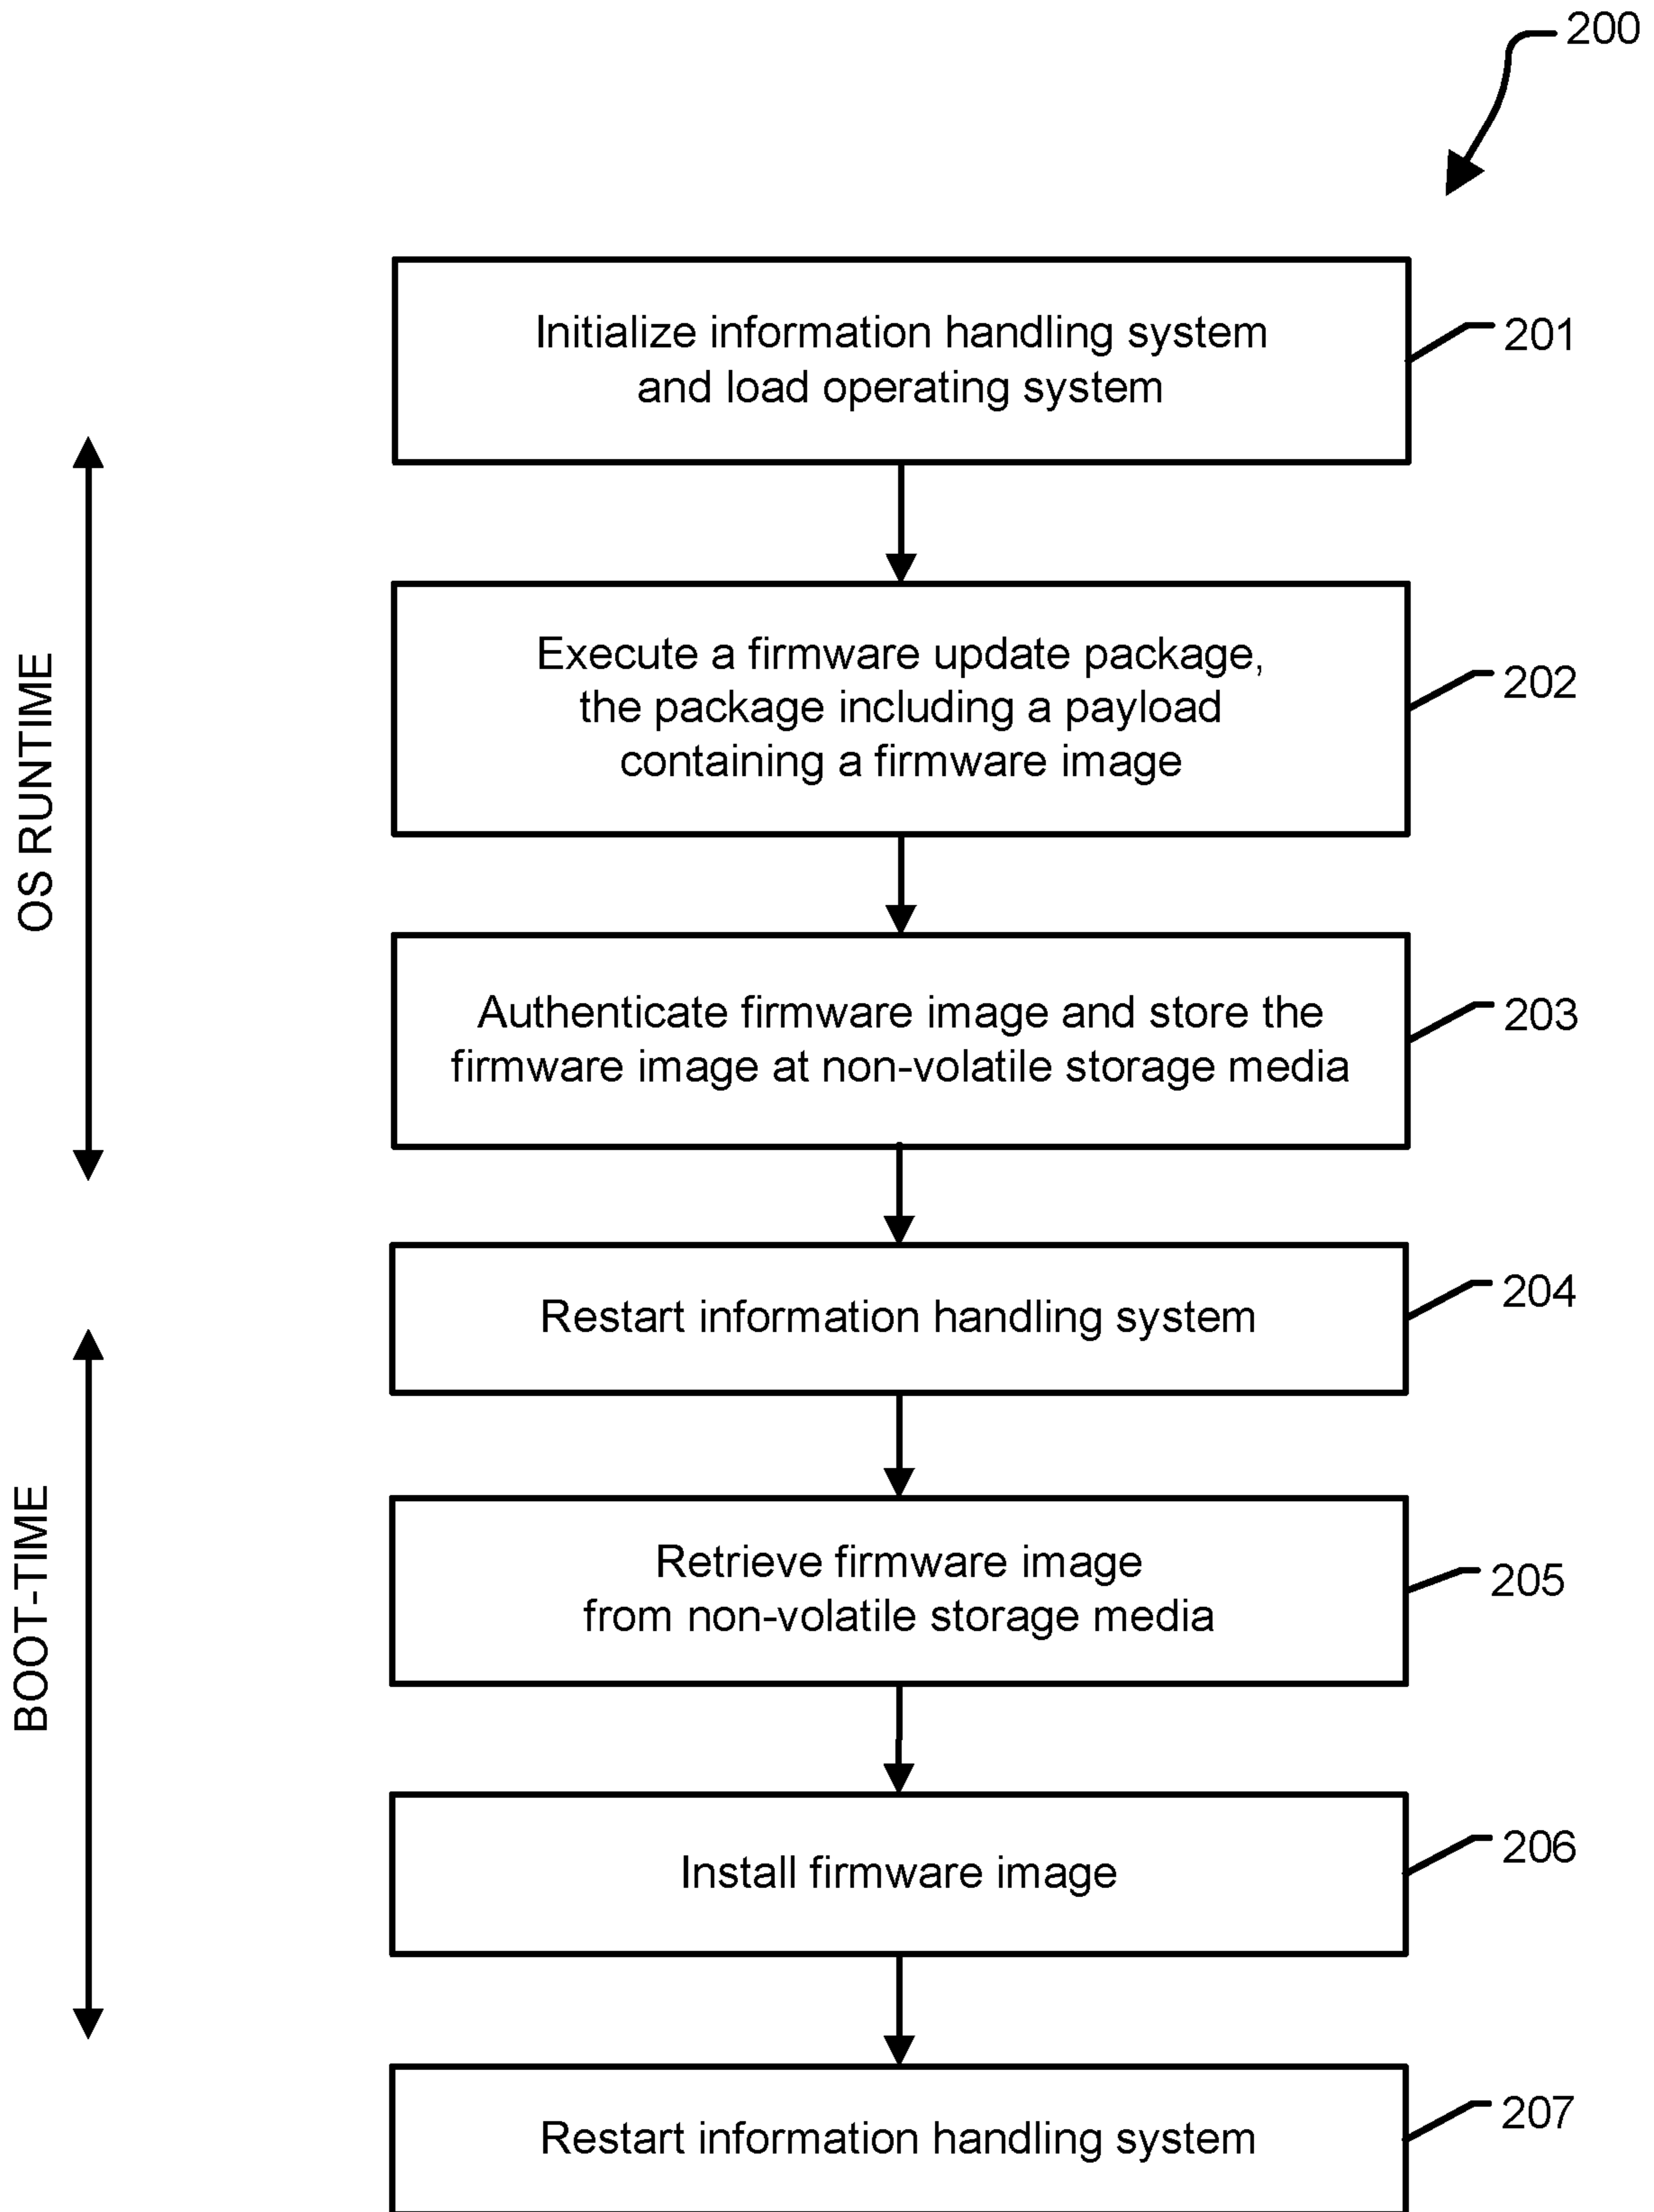 200
Initialize information handling system
and load operating system
201
OS RUNTIME
Execute a firmware update package,
the package including a payload
containing a firmware image
202
Authenticate firmware image and store the
firmware image at non-volatile storage media
203
Restart information handling system
204
BOOT-TIME
Retrieve firmware image
from non-volatile storage media
205
Install firmware image
206
Restart information handling system
207